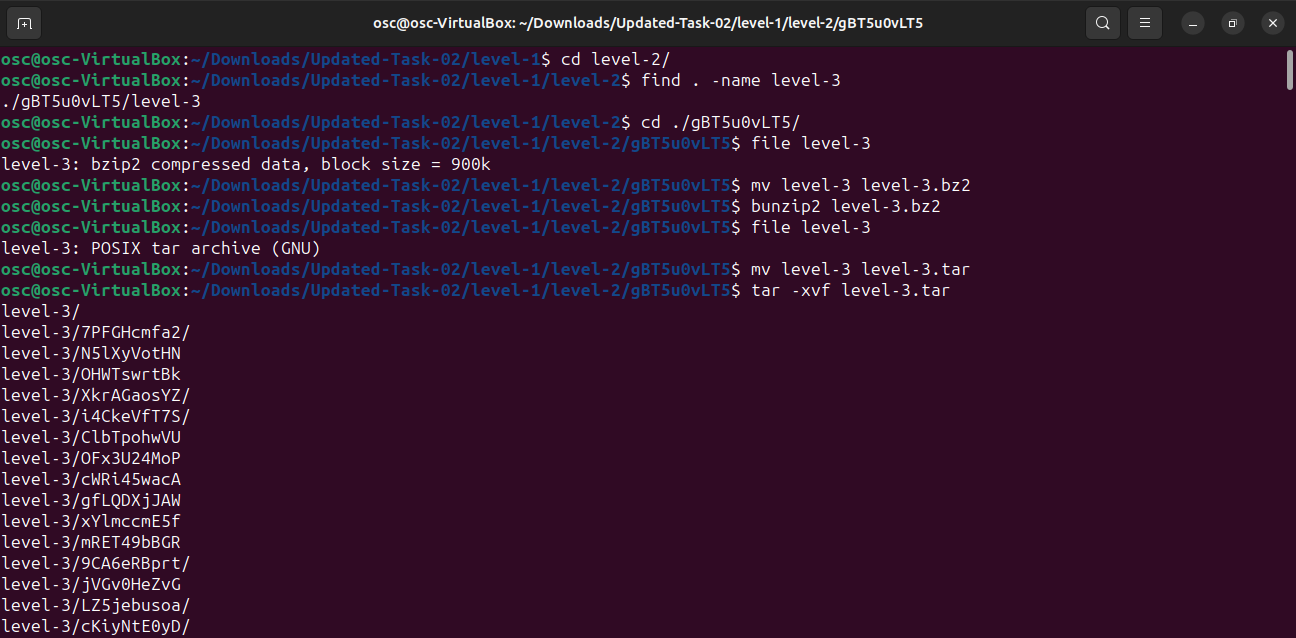 osc@osc-VirtualBox: ~/Downloads/Updated-Task-02/level-1/level-2/gBT5u0vLT5
osc@osc-VirtualBox:~/Downloads/Updated-Task-02/level-1$ cd level-2/
osc@osc-VirtualBox:~/Downloads/Updated-Task-02/level-1/level-2$ find . -name level-3
./gBT5u0vLT5/level-3
osc@osc-VirtualBox:~/Downloads/Updated-Task-02/level-1/level-2$ cd ./gBT5u0vLT5/
osc@osc-VirtualBox:~/Downloads/Updated-Task-02/level-1/level-2/gBT5u0vLT5$ file level-3
level-3: bzip2 compressed data, block size = 900k
osc@osc-VirtualBox:~/Downloads/Updated-Task-02/level-1/level-2/gBT5u0vLT5$ mv level-3 level-3.bz2
osc@osc-VirtualBox:~/Downloads/Updated-Task-02/level-1/level-2/gBT5u0vLT5$ bunzip2 level-3.bz2
osc@osc-VirtualBox:~/Downloads/Updated-Task-02/level-1/level-2/gBT5u0vLT5$ file level-3
level-3: POSIX tar archive (GNU)
osc@osc-VirtualBox:~/Downloads/Updated-Task-02/level-1/level-2/gBT5u0vLT5$ mv level-3 level-3.tar
osc@osc-VirtualBox:~/Downloads/Updated-Task-02/level-1/level-2/gBT5u0vLT5$ tar -xvf level-3.tar
level-3/
level-3/7PFGHcmfa2/
level-3/N5lXyVotHN
level-3/OHWTswrtBk
level-3/XkrAGaosYZ/
level-3/i4CkeVfT7S/
level-3/ClbTpohwVU
level-3/OFx3U24MoP
level-3/cWRi45wacA
level-3/gfLQDXjJAW
level-3/xYlmccmE5f
level-3/mRET49bBGR
level-3/9CA6eRBprt/
level-3/jVGv0HeZvG
level-3/LZ5jebusoa/
level-3/cKiyNtE0yD/